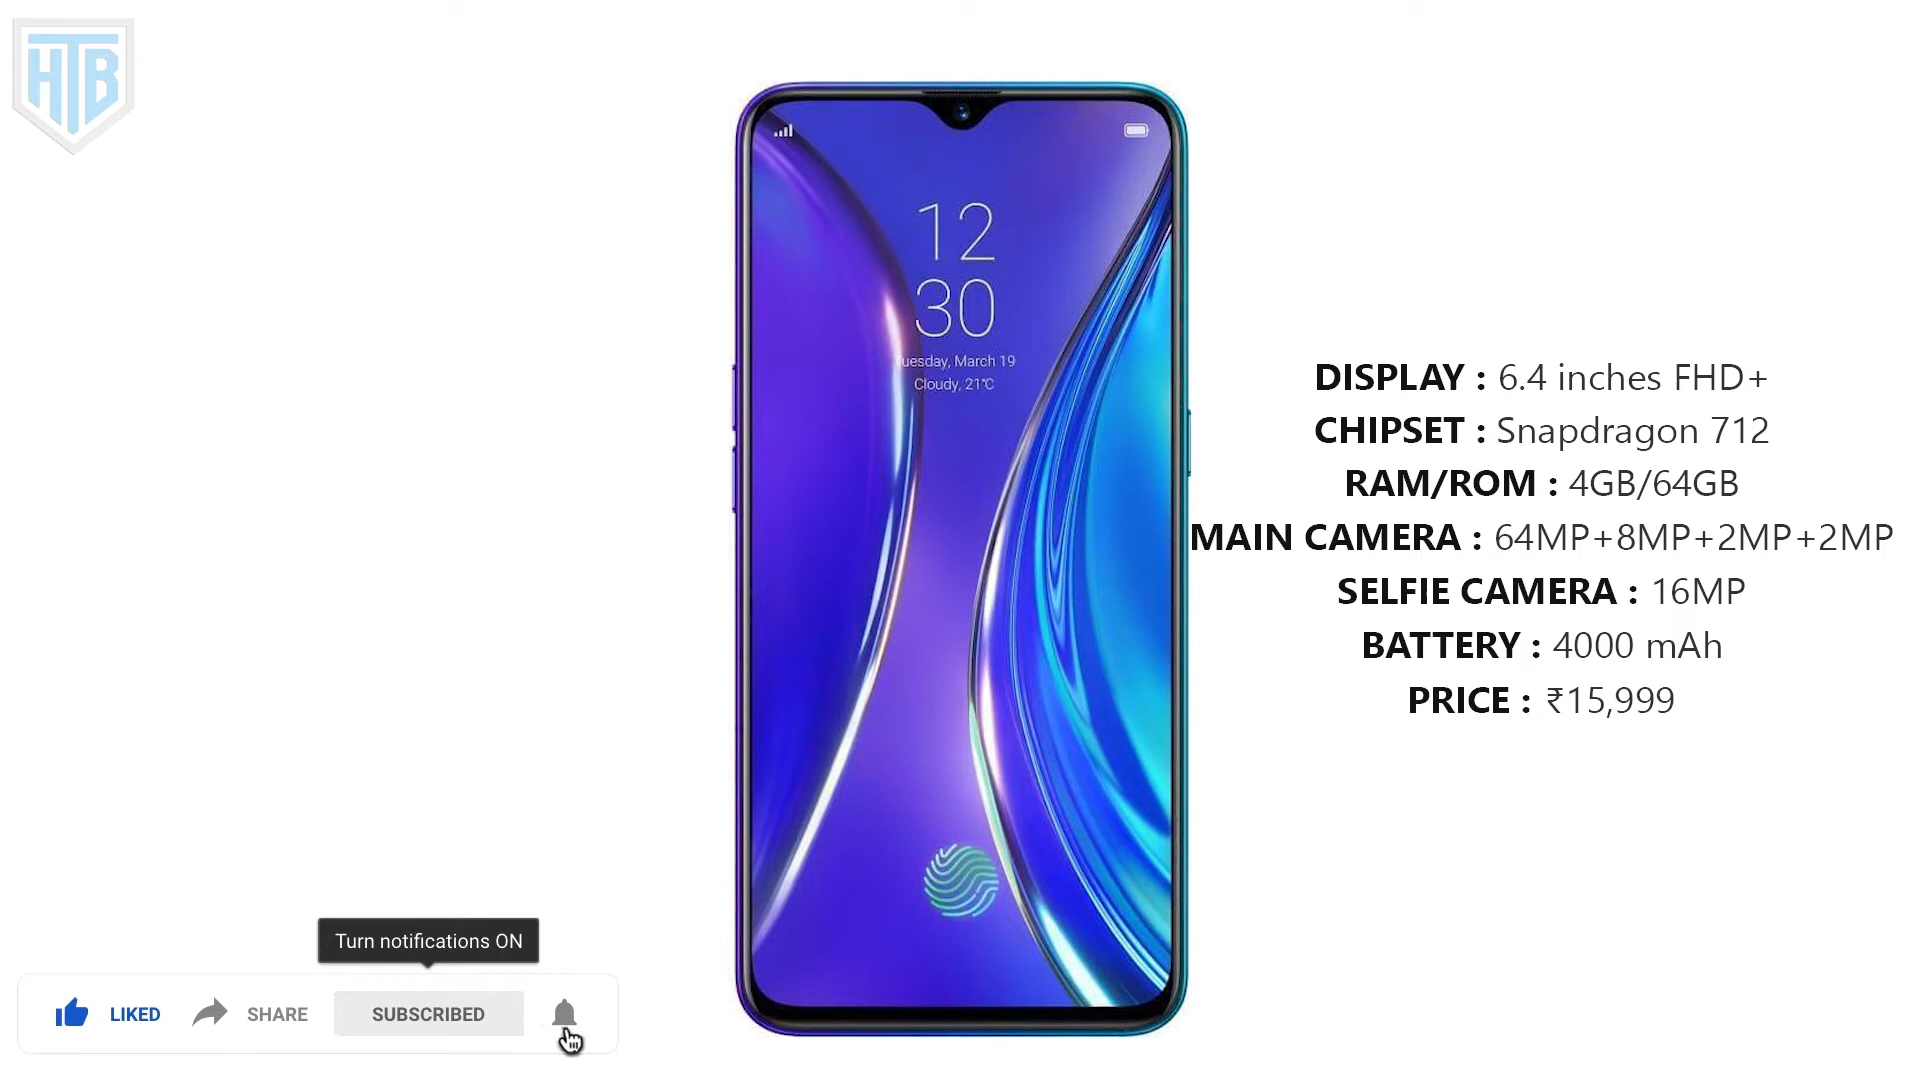 HTB
12
30
Tuesday, March 19
Cloudy, 21°C
DISPLAY : 6.4 inches FHD+
CHIPSET : Snapdragon 712
RAM/ROM : 4GB/64GB
MAIN CAMERA : 64MP+8MP+2MP+2MP
SELFIE CAMERA : 16MP
BATTERY : 4000 mAh
PRICE : ₹15,999
Turn notifications ON
LIKED SHARE SUBSCRIBED